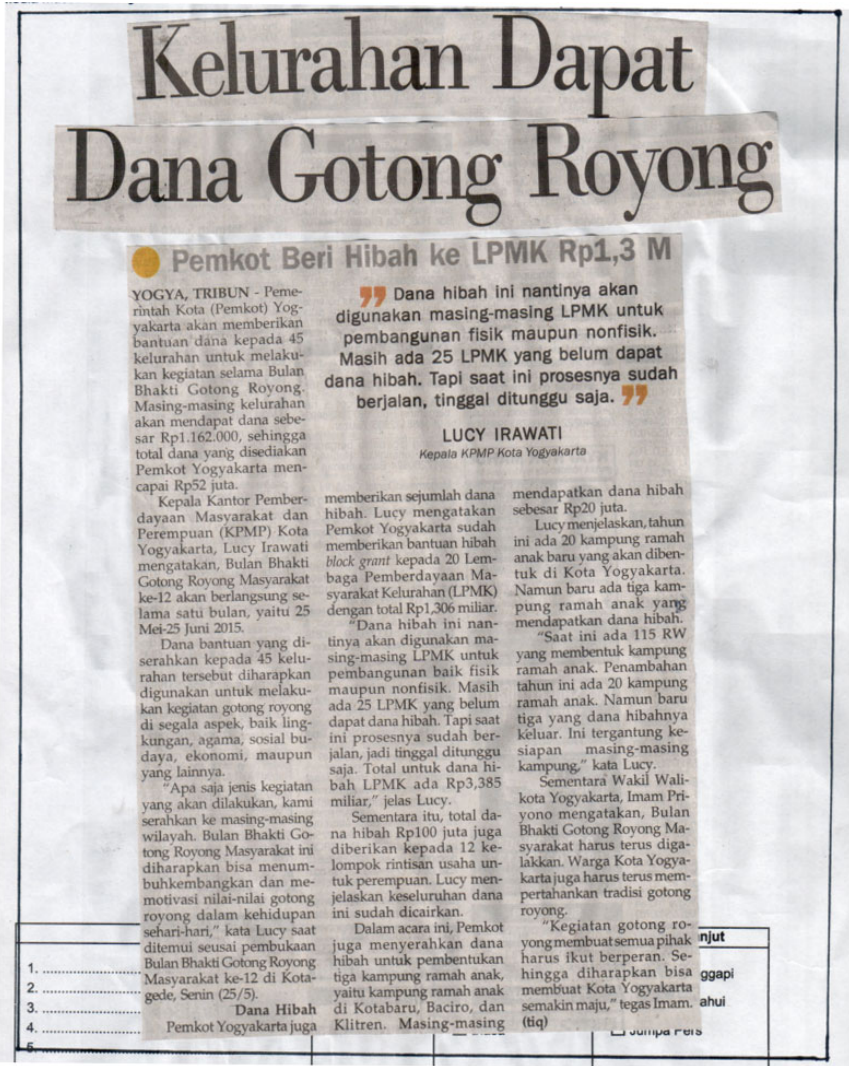 Kelurahan Dapat
Dana Gotong Royong
Pemkot Beri Hibah ke LPMK Rp1,3 M
YOGYA, TRIBUN - Peme-
rintah Kota (Pemkot) Yog-
yakarta akan memberikan
bantuan dana kepada 45
kelurahan untuk melaku-
kan kegiatan selama Bulan
Bhakti Gotong Royong.
Masing-masing kelurahan
akan mendapat dana sebe-
sar Rp1.162.000, sehingga
total dana yang disediakan
Pemkot Yogyakarta men-
capai Rp52 juta.
Kepala Kantor Pember-
dayaan Masyarakat dan
Perempuan (KPMP) Kota
Yogyakarta, Lucy Irawati
mengatakan, Bulan Bhakti
Gotong Royong Masyarakat
ke-12 akan berlangsung se-
lama satu bulan, yaitu 25
Mei-25 Juni 2015.
Dana bantuan yang di-
serahkan kepada 45 kelu-
rahan tersebut diharapkan
digunakan untuk melaku-
kan kegiatan gotong royong
di segala aspek, baik ling-
kungan, agama, sosial bu-
daya, ekonomi, maupun
yang lainnya.
"Apa saja jenis kegiatan
yang akan dilakukan, kami
serahkan ke masing-masing
wilayah. Bulan Bhakti Go-
tong Royong Masyarakat ini
diharapkan bisa menum-
buhkembangkan dan me-
motivasi nilai-nilai gotong
royong dalam kehidupan
sehari-hari," kata Lucy saat
ditemui seusai pembukaan
Bulan Bhakti Gotong Royong
Masyarakat ke-12 di Kota-
gede, Senin (25/5).
Dana Hibah
Pemkot Yogyakarta juga
" Dana hibah ini nantinya akan
digunakan masing-masing LPMK untuk
pembangunan fisik maupun nonfisik.
Masih ada 25 LPMK yang belum dapat
dana hibah. Tapi saat ini prosesnya sudah
berjalan, tinggal ditunggu saja. "
LUCY IRAWATI
Kepala KPMP Kota Yogyakarta
memberikan sejumlah dana
hibah. Lucy mengatakan
Pemkot Yogyakarta sudah
memberikan bantuan hibah
block grant kepada 20 Lem-
baga Pemberdayaan Ma-
syarakat Kelurahan (LPMK)
dengan total Rp1,306 miliar.
"Dana hibah ini nan-
tinya akan digunakan ma-
sing-masing LPMK untuk
pembangunan baik fisik
maupun nonfisik. Masih
ada 25 LPMK yang belum
dapat dana hibah. Tapi saat
ini prosesnya sudah ber-
jalan, jadi tinggal ditunggu
saja. Total untuk dana hi-
bah LPMK ada Rp3,385
miliar," jelas Lucy.
Sementara itu, total da-
na hibah Rp100 juta juga
diberikan kepada 12 ke-
lompok rintisan usaha un-
tuk perempuan. Lucy men-
jelaskan keseluruhan dana
ini sudah dicairkan.
Dalam acara ini, Pemkot
juga menyerahkan dana
hibah untuk pembentukan
tiga kampung ramah anak,
yaitu kampung ramah anak
di Kotabaru, Baciro, dan
Klitren. Masing-masing
mendapatkan dana hibah
sebesar Rp20 juta.
Lucy menjelaskan, tahun
ini ada 20 kampung ramah
anak baru yang akan diben-
tuk di Kota Yogyakarta.
Namun baru ada tiga kam-
pung ramah anak yang
mendapatkan dana hibah.
"Saat ini ada 115 RW
yang membentuk kampung
ramah anak. Penambahan
tahun ini ada 20 kampung
ramah anak. Namun baru
tiga yang dana hibahnya
keluar. Ini tergantung ke-
siapan masing-masing
kampung," kata Lucy.
Sementara Wakil Wali-
kota Yogyakarta, Imam Pri-
yono mengatakan, Bulan
Bhakti Gotong Royong Ma-
syarakat harus terus diga-
lakkan. Warga Kota Yogya-
karta juga harus terus mem-
pertahankan tradisi gotong
royong.
"Kegiatan gotong ro-
yong membuat semua pihak
harus ikut berperan. Se-
hingga diharapkan bisa
membuat Kota Yogyakarta
semakin maju," tegas Imam.
(tiq)
1.
2.
3.
4.
5.
njut
ggapi
ahui
Jumpa Pers